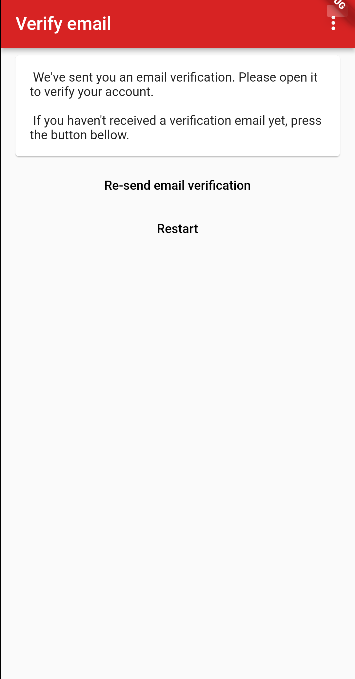 Verify email
We've sent you an email verification. Please open it
to verify your account.
If you haven't received a verification email yet, press
the button bellow.
Re-send email verification
Restart